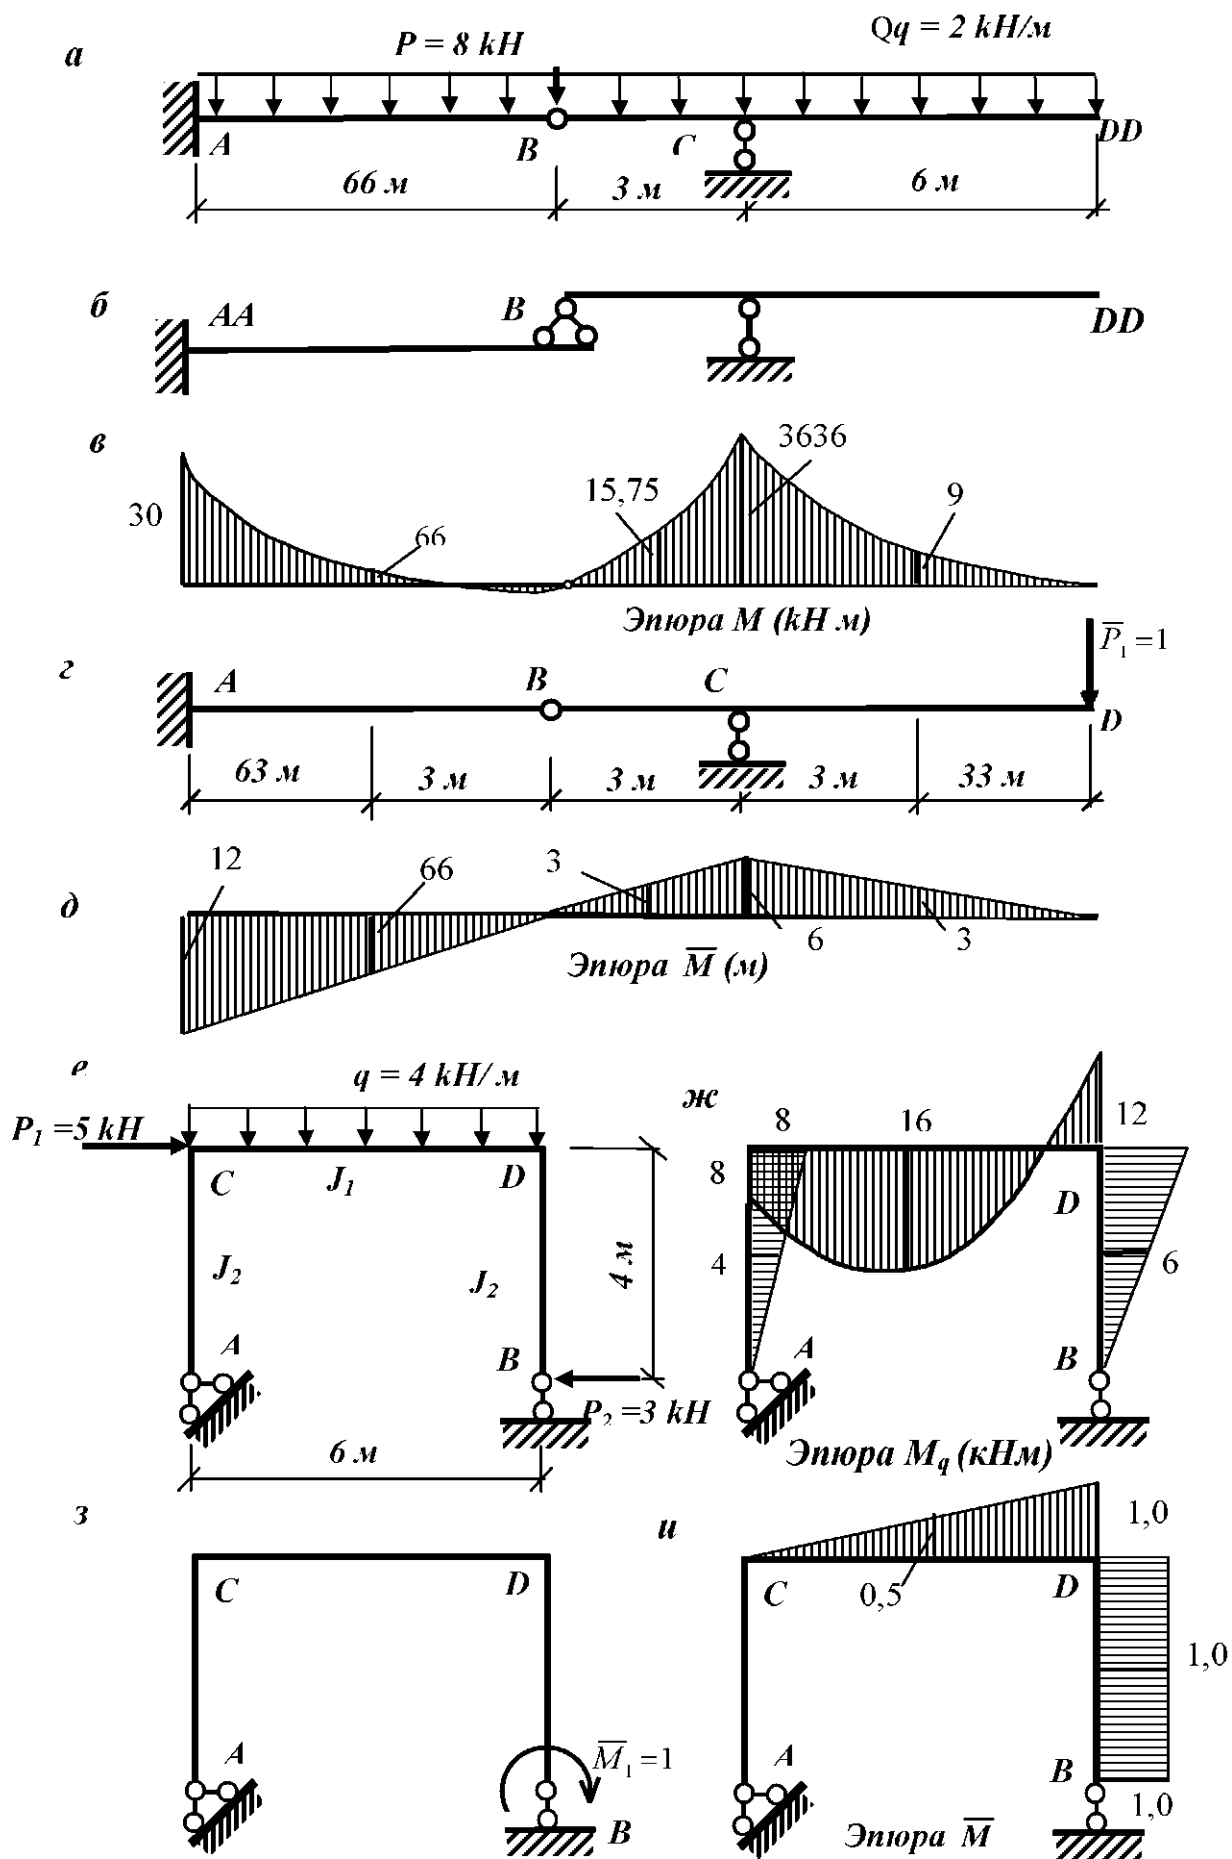 а
P = 8 kH
Qq = 2 kH/м
A
B
C
DD
66 м
3 м
6 м
б
AA
B
DD
в
30
66
15,75
3636
9
Эпюра M (kH м)
P̅₁ = 1
г
A
B
C
D
63 м
3 м
3 м
3 м
33 м
д
12
66
3
6
3
Эпюра M̅ (м)
е
q = 4 kH/ м
P₁ =5 kH
C
J₁
D
J₂
J₂
4 м
A
B
P₂ =3 kH
6 м
ж
8
16
12
8
D
4
6
A
B
Эпюра M_q (кНм)
з
C
D
A
M̅₁ = 1
B
и
1,0
C
0,5
D
1,0
A
B
1,0
Эпюра M̅